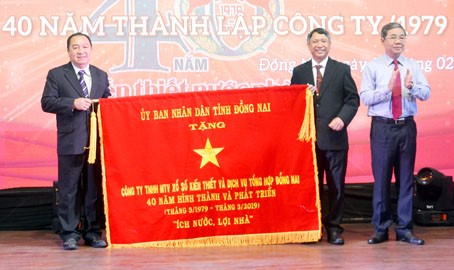 40 NĂM THÀNH LẬP CÔNG TY (1979
1979
40
NĂM
ỦY BAN NHÂN DÂN TỈNH ĐỒNG NAI
TẶNG
CÔNG TY TNHH MTV XỔ SỐ KIẾN THIẾT VÀ DỊCH VỤ TỔNG HỢP ĐỒNG NAI
40 NĂM HÌNH THÀNH VÀ PHÁT TRIỂN
(THÁNG 3/1979 - THÁNG 3/2019)
"ÍCH NƯỚC, LỢI NHÀ"